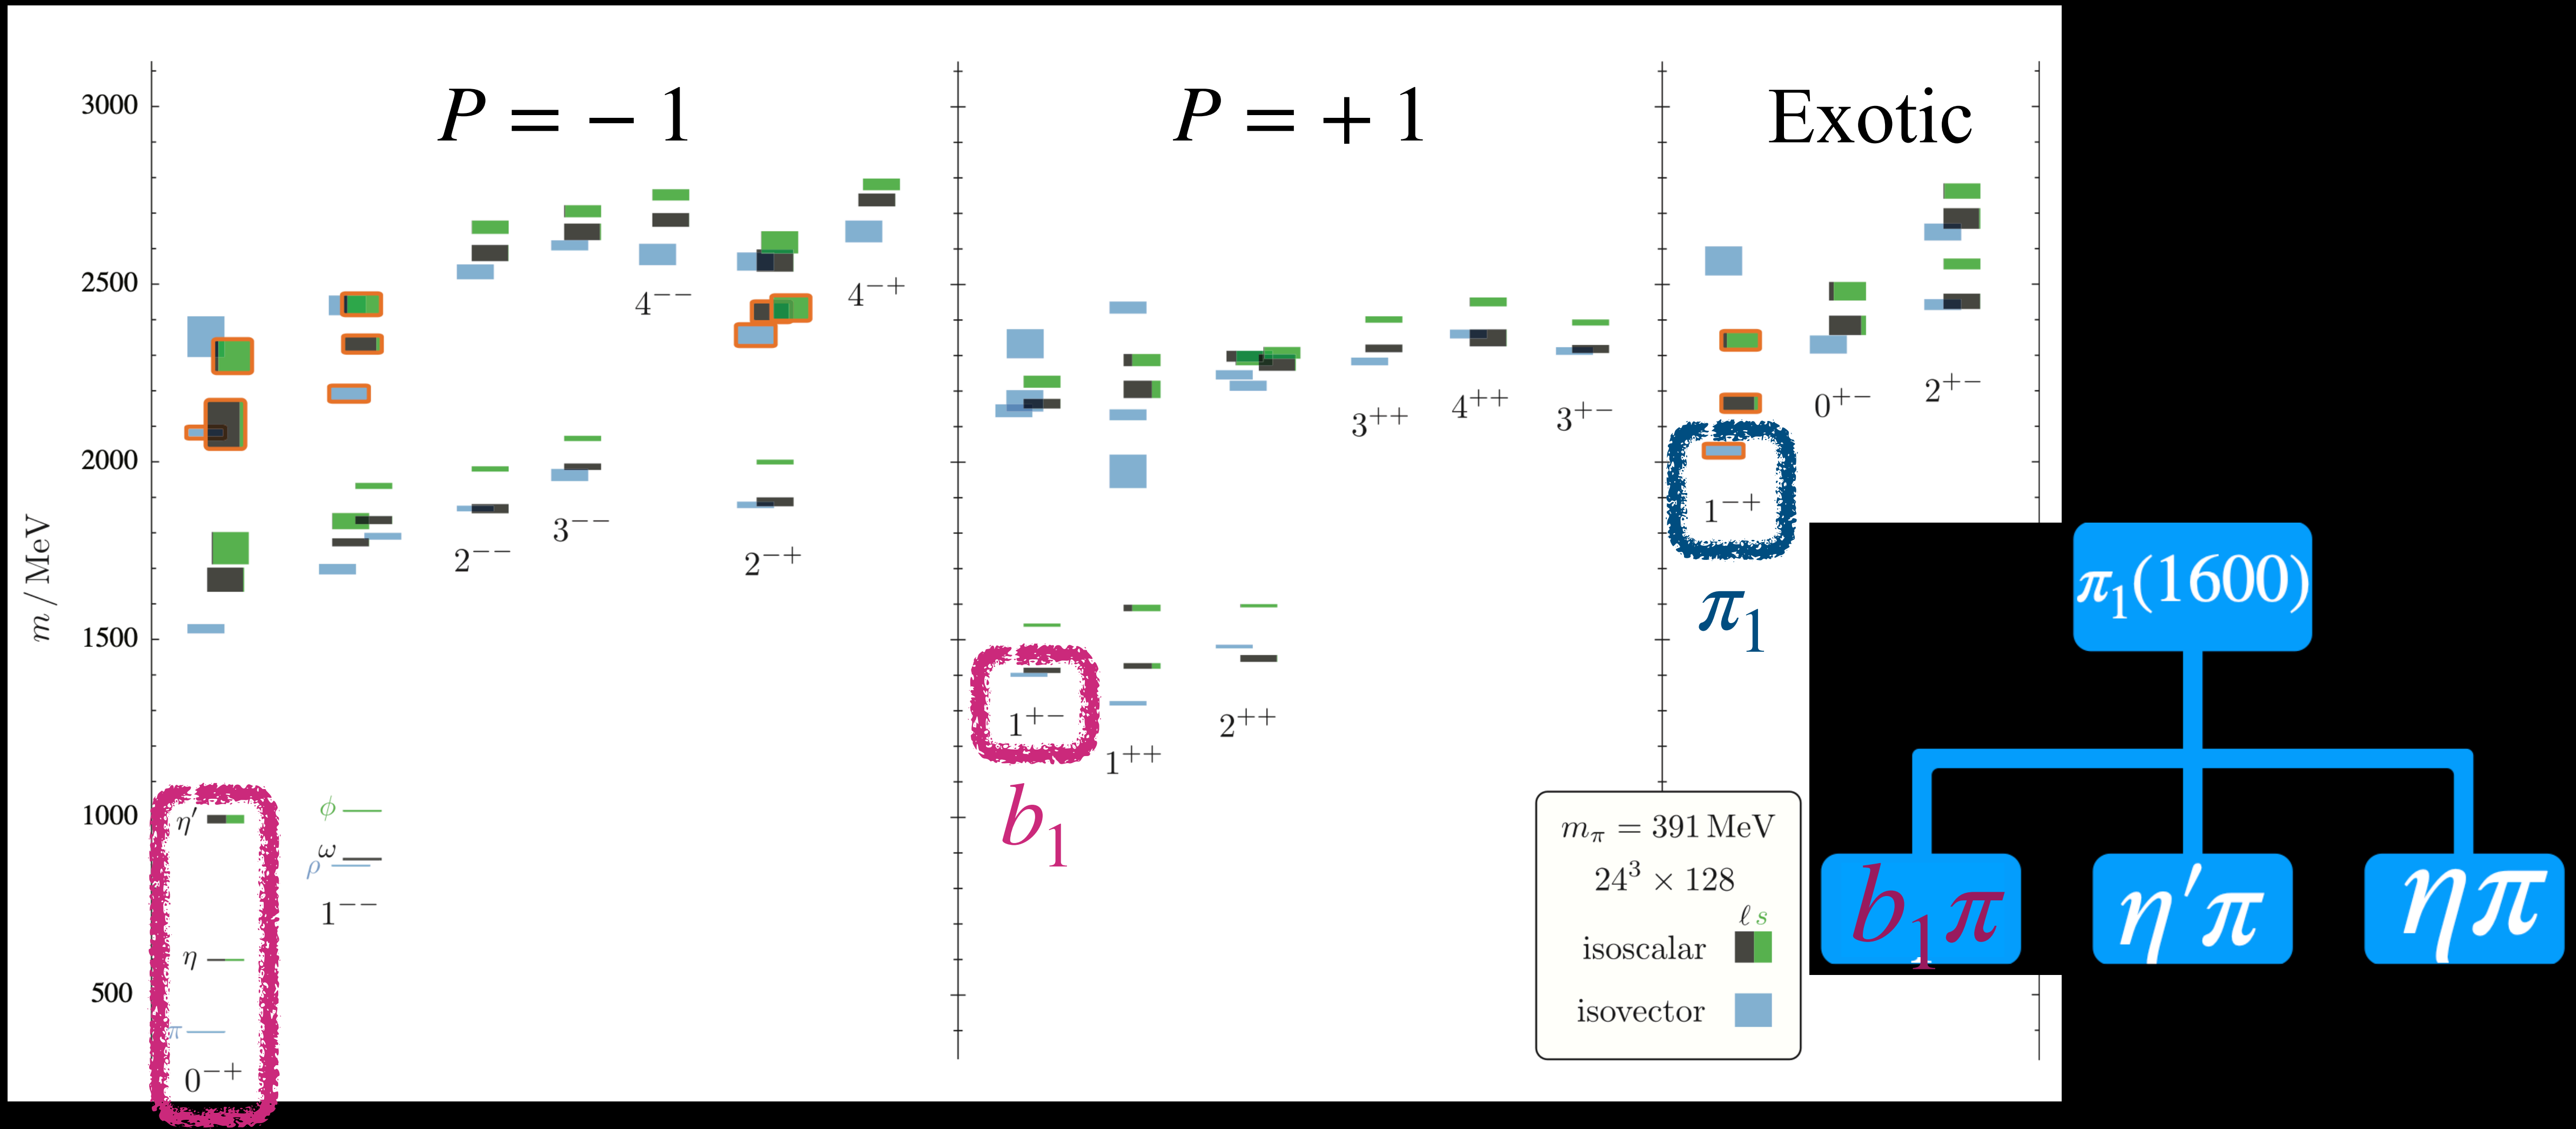 P = − 1
P = + 1
Exotic
3000
2500
2000
1500
1000
500
m / MeV
4⁻⁻
4⁻⁺
2⁻⁻
3⁻⁻
2⁻⁺
η′
ϕ
ω
ρ
1⁻⁻
η
π
0⁻⁺
3⁺⁺
4⁺⁺
3⁺⁻
1⁺⁻
1⁺⁺
2⁺⁺
b₁
0⁺⁻
2⁺⁻
1⁻⁺
π₁
mπ = 391 MeV
24³ × 128
ℓ s
isoscalar
isovector
π₁(1600)
b₁π
η′π
ηπ